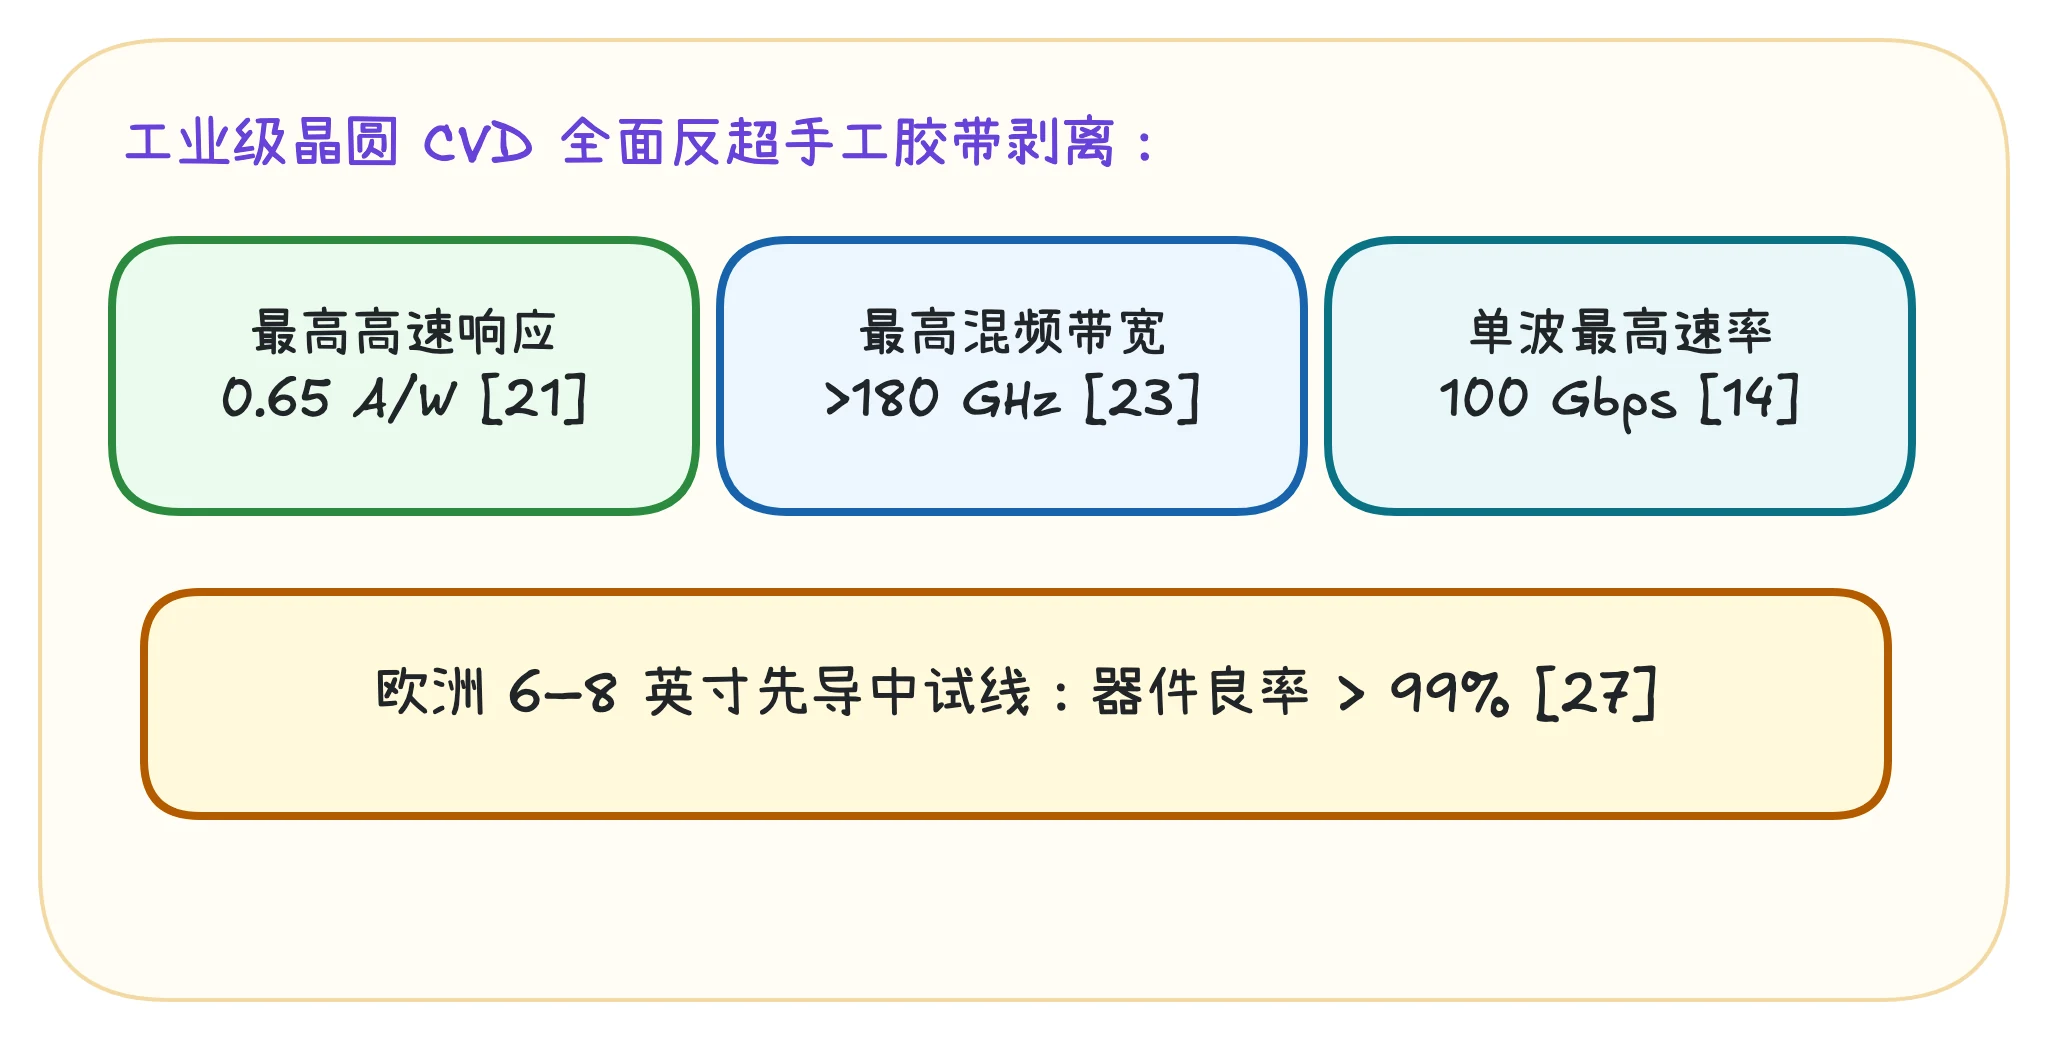 工业级晶圆 CVD 全面反超手工胶带剥离：
最高高速响应
0.65 A/W [21]
最高混频带宽
>180 GHz [23]
单波最高速率
100 Gbps [14]
欧洲 6–8 英寸先导中试线：器件良率 > 99% [27]